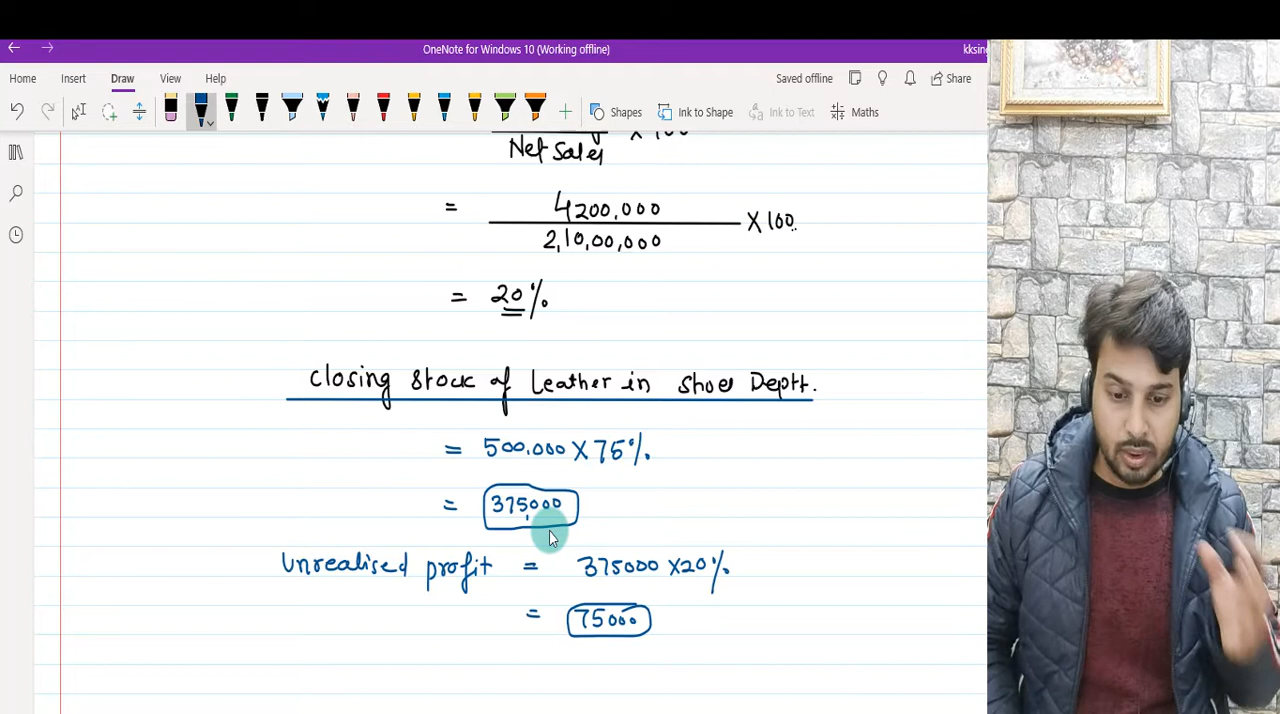 OneNote for Windows 10 (Working offline)
Home Insert Draw View Help
Saved offline
Share
Shapes
Ink to Shape
Ink to Text
Maths
Net Sales
= 4200,000 X 100
2,10,00,000
= 20%
Closing Stock of Leather in Shoe Deptt.
= 500,000 X 75%
= 375,000
Unrealised profit = 375000 X 20%
= 75000